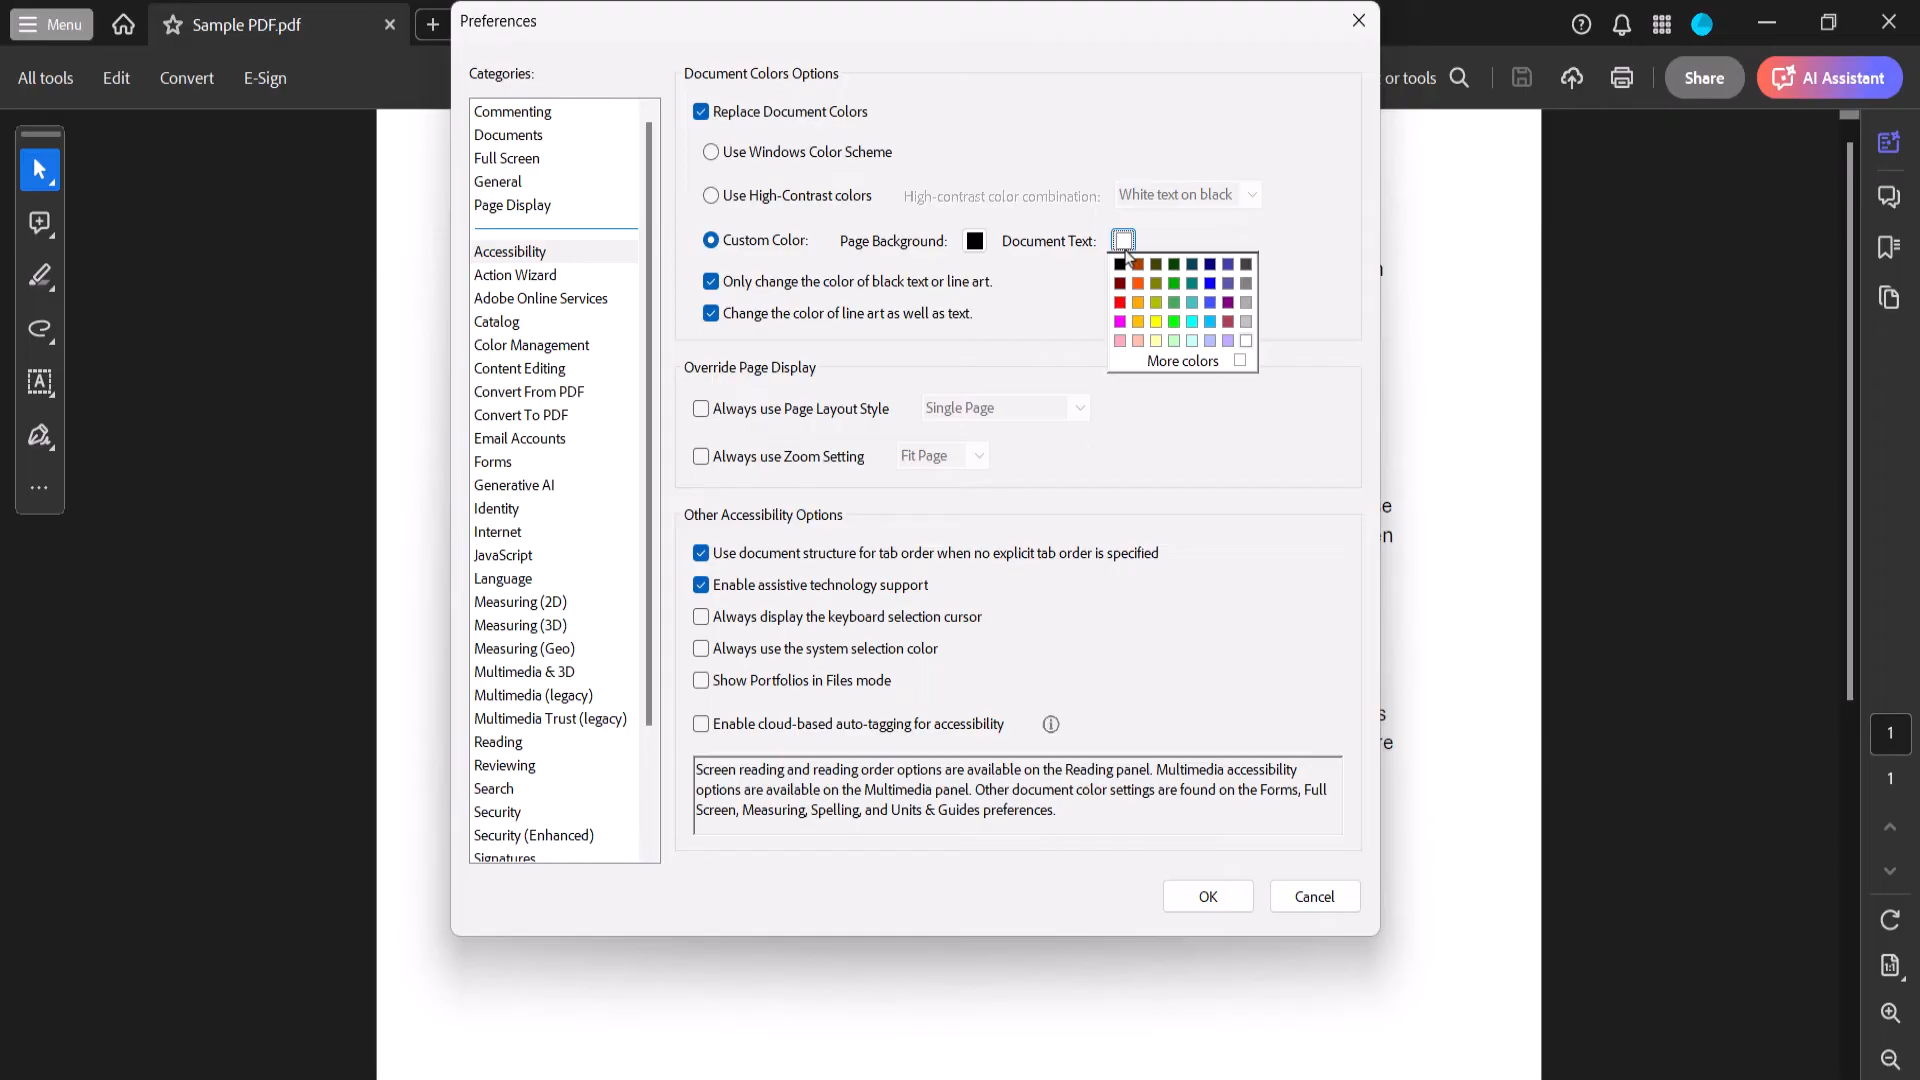 Menu
Sample PDF.pdf
Preferences
All tools
Edit
Convert
E-Sign
or tools
Share
AI Assistant
Categories:
Commenting
Documents
Full Screen
General
Page Display
Accessibility
Action Wizard
Adobe Online Services
Catalog
Color Management
Content Editing
Convert From PDF
Convert To PDF
Email Accounts
Forms
Generative AI
Identity
Internet
JavaScript
Language
Measuring (2D)
Measuring (3D)
Measuring (Geo)
Multimedia & 3D
Multimedia (legacy)
Multimedia Trust (legacy)
Reading
Reviewing
Search
Security
Security (Enhanced)
Signatures
Document Colors Options
Replace Document Colors
Use Windows Color Scheme
Use High-Contrast colors High-contrast color combination: White text on black
Custom Color: Page Background: Document Text:
Only change the color of black text or line art.
Change the color of line art as well as text.
More colors
Override Page Display
Always use Page Layout Style Single Page
Always use Zoom Setting Fit Page
Other Accessibility Options
Use document structure for tab order when no explicit tab order is specified
Enable assistive technology support
Always display the keyboard selection cursor
Always use the system selection color
Show Portfolios in Files mode
Enable cloud-based auto-tagging for accessibility
Screen reading and reading order options are available on the Reading panel. Multimedia accessibility
options are available on the Multimedia panel. Other document color settings are found on the Forms, Full
Screen, Measuring, Spelling, and Units & Guides preferences.
OK
Cancel
e
en
s
re
1
1